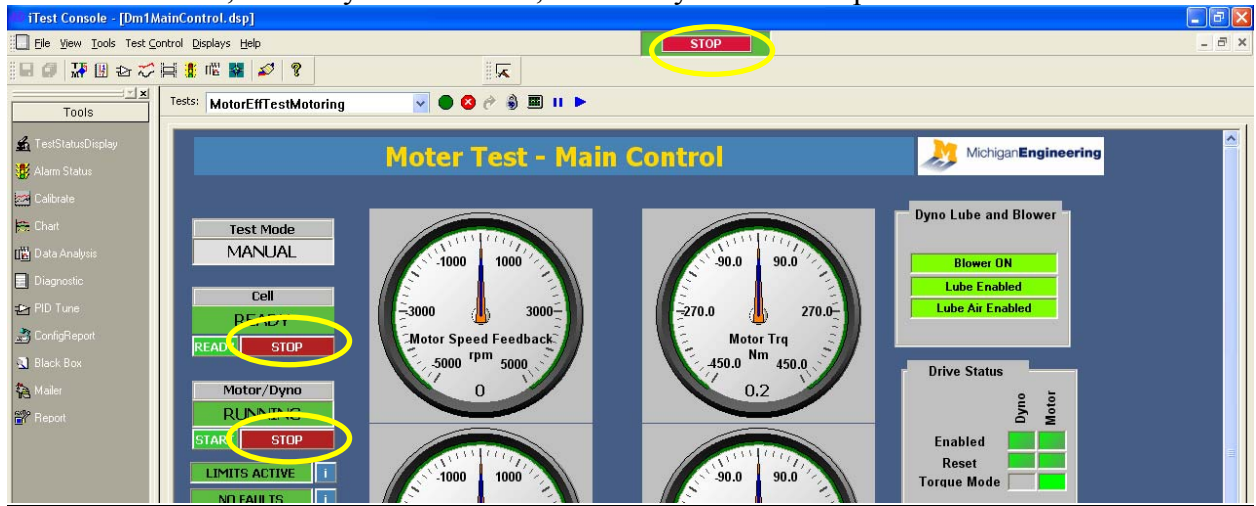 iTest Console - [Dm1MainControl.dsp]
File View Tools Test Control Displays Help
STOP
Tests: MotorEffTestMotoring
Tools
TestStatusDisplay
Alarm Status
Calibrate
Chart
Data Analysis
Diagnostic
PID Tune
ConfigReport
Black Box
Mailer
Report
Moter Test - Main Control
MichiganEngineering
Test Mode
MANUAL
Cell
READY
READY STOP
Motor/Dyno
RUNNING
START STOP
LIMITS ACTIVE i
NO FAULTS i
-1000 1000
-3000 3000
Motor Speed Feedback
rpm
-5000 5000
0
-90.0 90.0
-270.0 270.0
Motor Trq
Nm
-450.0 450.0
0.2
-1000 1000
-90.0 90.0
Dyno Lube and Blower
Blower ON
Lube Enabled
Lube Air Enabled
Drive Status
Dyno
Motor
Enabled
Reset
Torque Mode